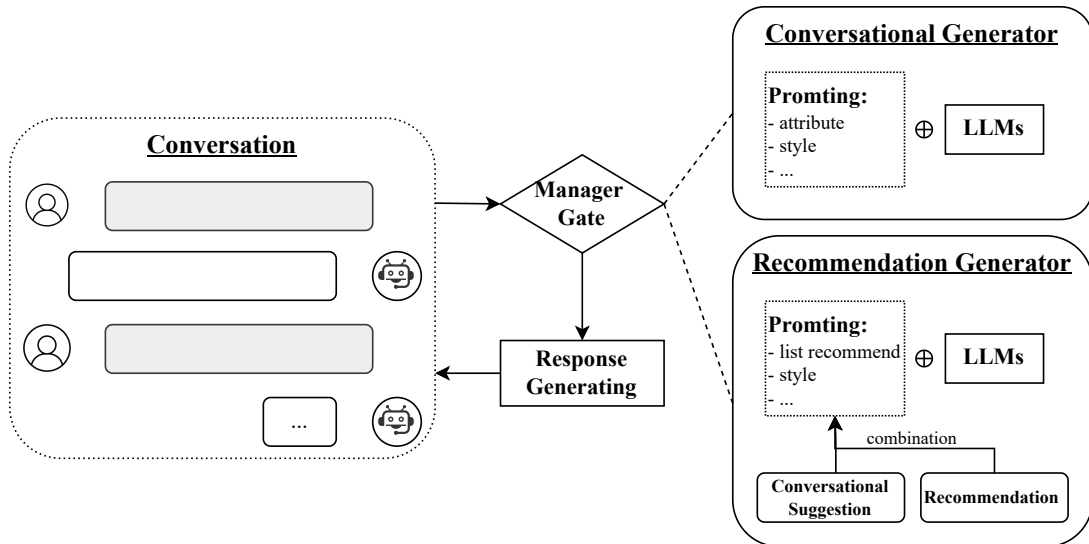 Conversation
...
Manager
Gate
Response
Generating
Conversational Generator
Promting:
- attribute
- style
- ...
⊕
LLMs
Recommendation Generator
Promting:
- list recommend
- style
- ...
⊕
LLMs
combination
Conversational
Suggestion
Recommendation